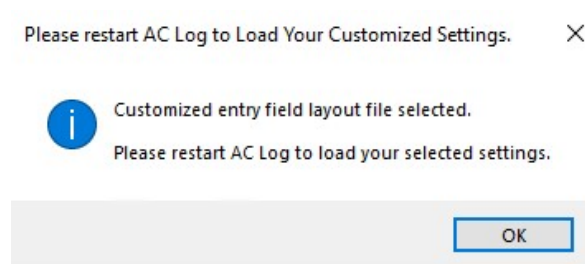 Please restart AC Log to Load Your Customized Settings.
Customized entry field layout file selected.
Please restart AC Log to load your selected settings.
OK